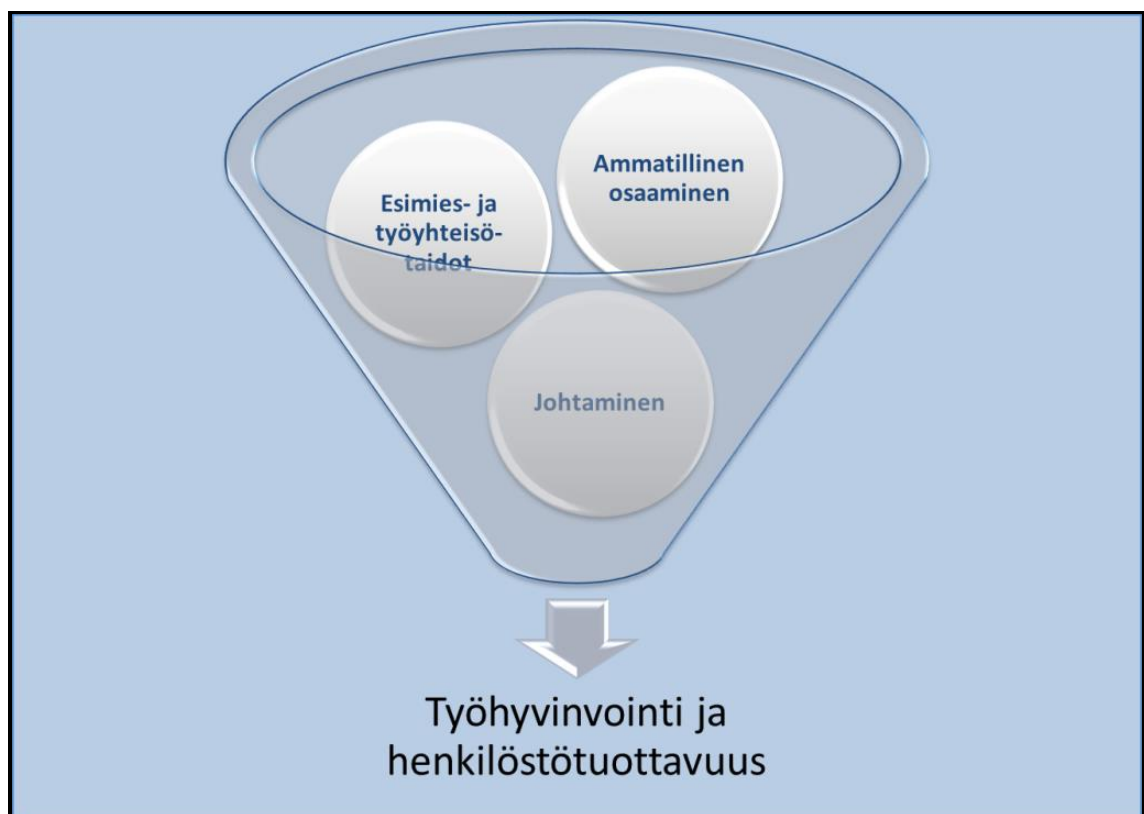 Ammatillinen
osaaminen
Esimies- ja
työyhteisö-
taidot
Johtaminen
Työhyvinvointi ja
henkilöstötuottavuus